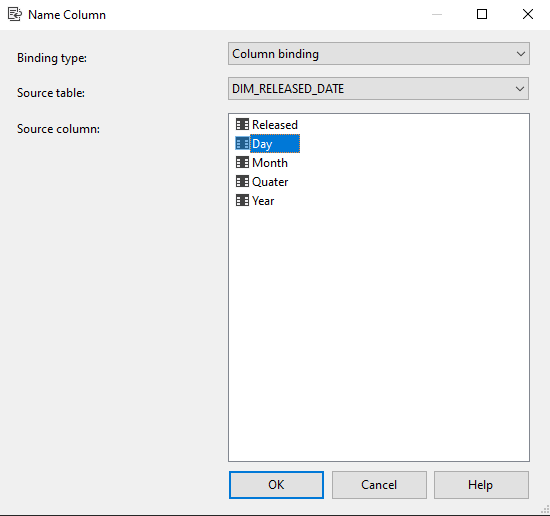 Name Column
Binding type:
Column binding
Source table:
DIM_RELEASED_DATE
Source column:
Released
Day
Month
Quater
Year
OK
Cancel
Help